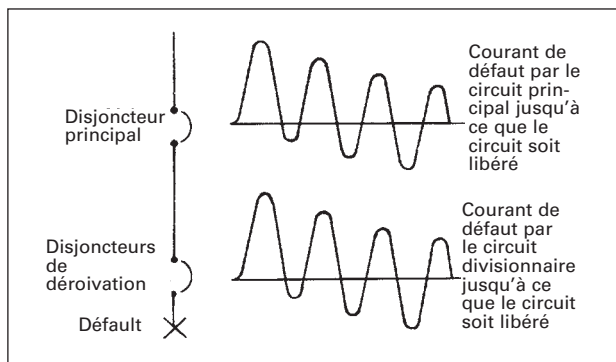 Disjoncteur
principal
Courant de
défaut par le
circuit prin-
cipal jusqu'à
ce que le
circuit soit
libéré
Disjoncteurs
de
déroivation
Défault
Courant de
défaut par
le circuit
divisionnaire
jusqu'à ce
que le circuit
soit libéré